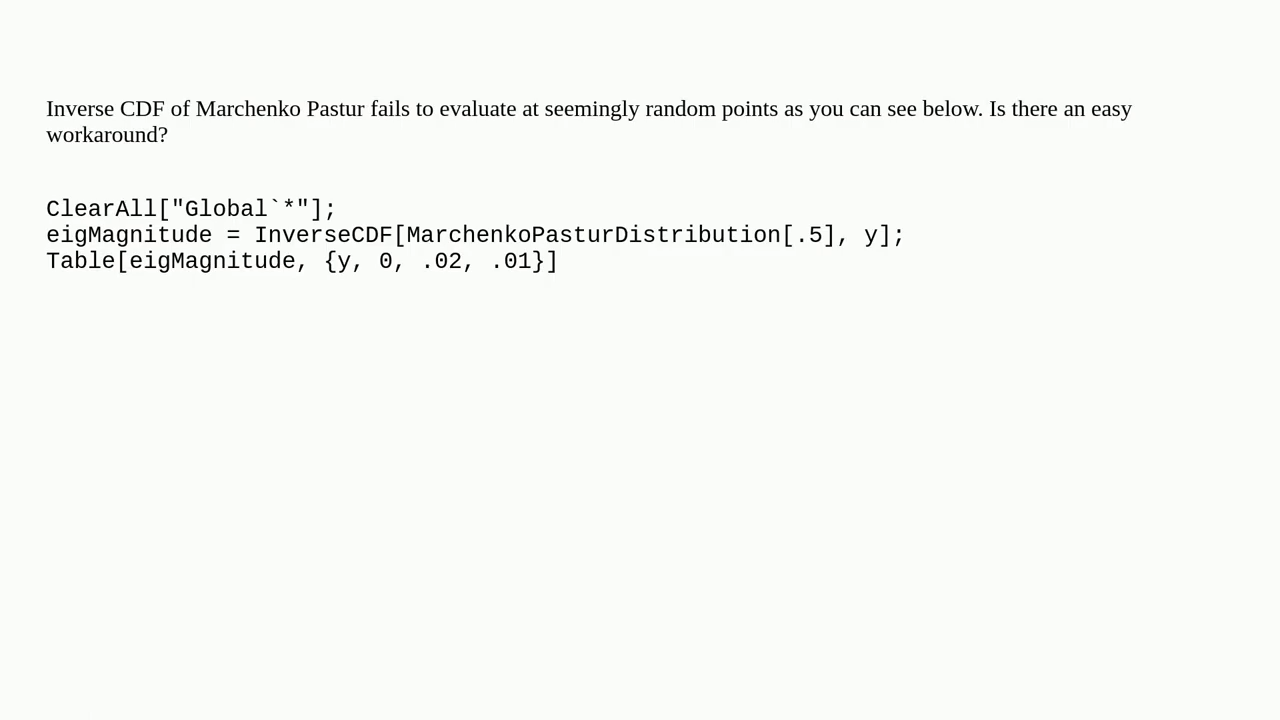 Inverse CDF of Marchenko Pastur fails to evaluate at seemingly random points as you can see below. Is there an easy
workaround?
ClearAll["Global`*"];
eigMagnitude = InverseCDF[MarchenkoPasturDistribution[.5], y];
Table[eigMagnitude, {y, 0, .02, .01}]